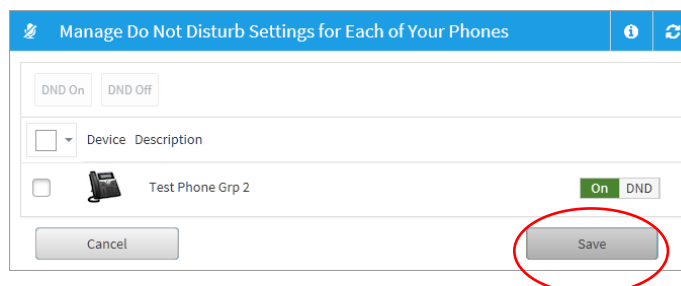 Manage Do Not Disturb Settings for Each of Your Phones
DND On DND Off
Device Description
Test Phone Grp 2 On DND
Cancel Save